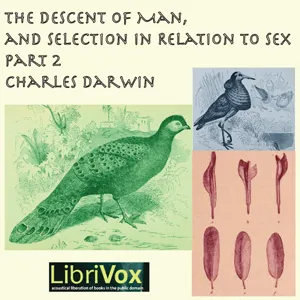 The Descent of Man,
and Selection in Relation to Sex
Part 2
Charles Darwin
LibriVox
acoustical liberation of books in the public domain